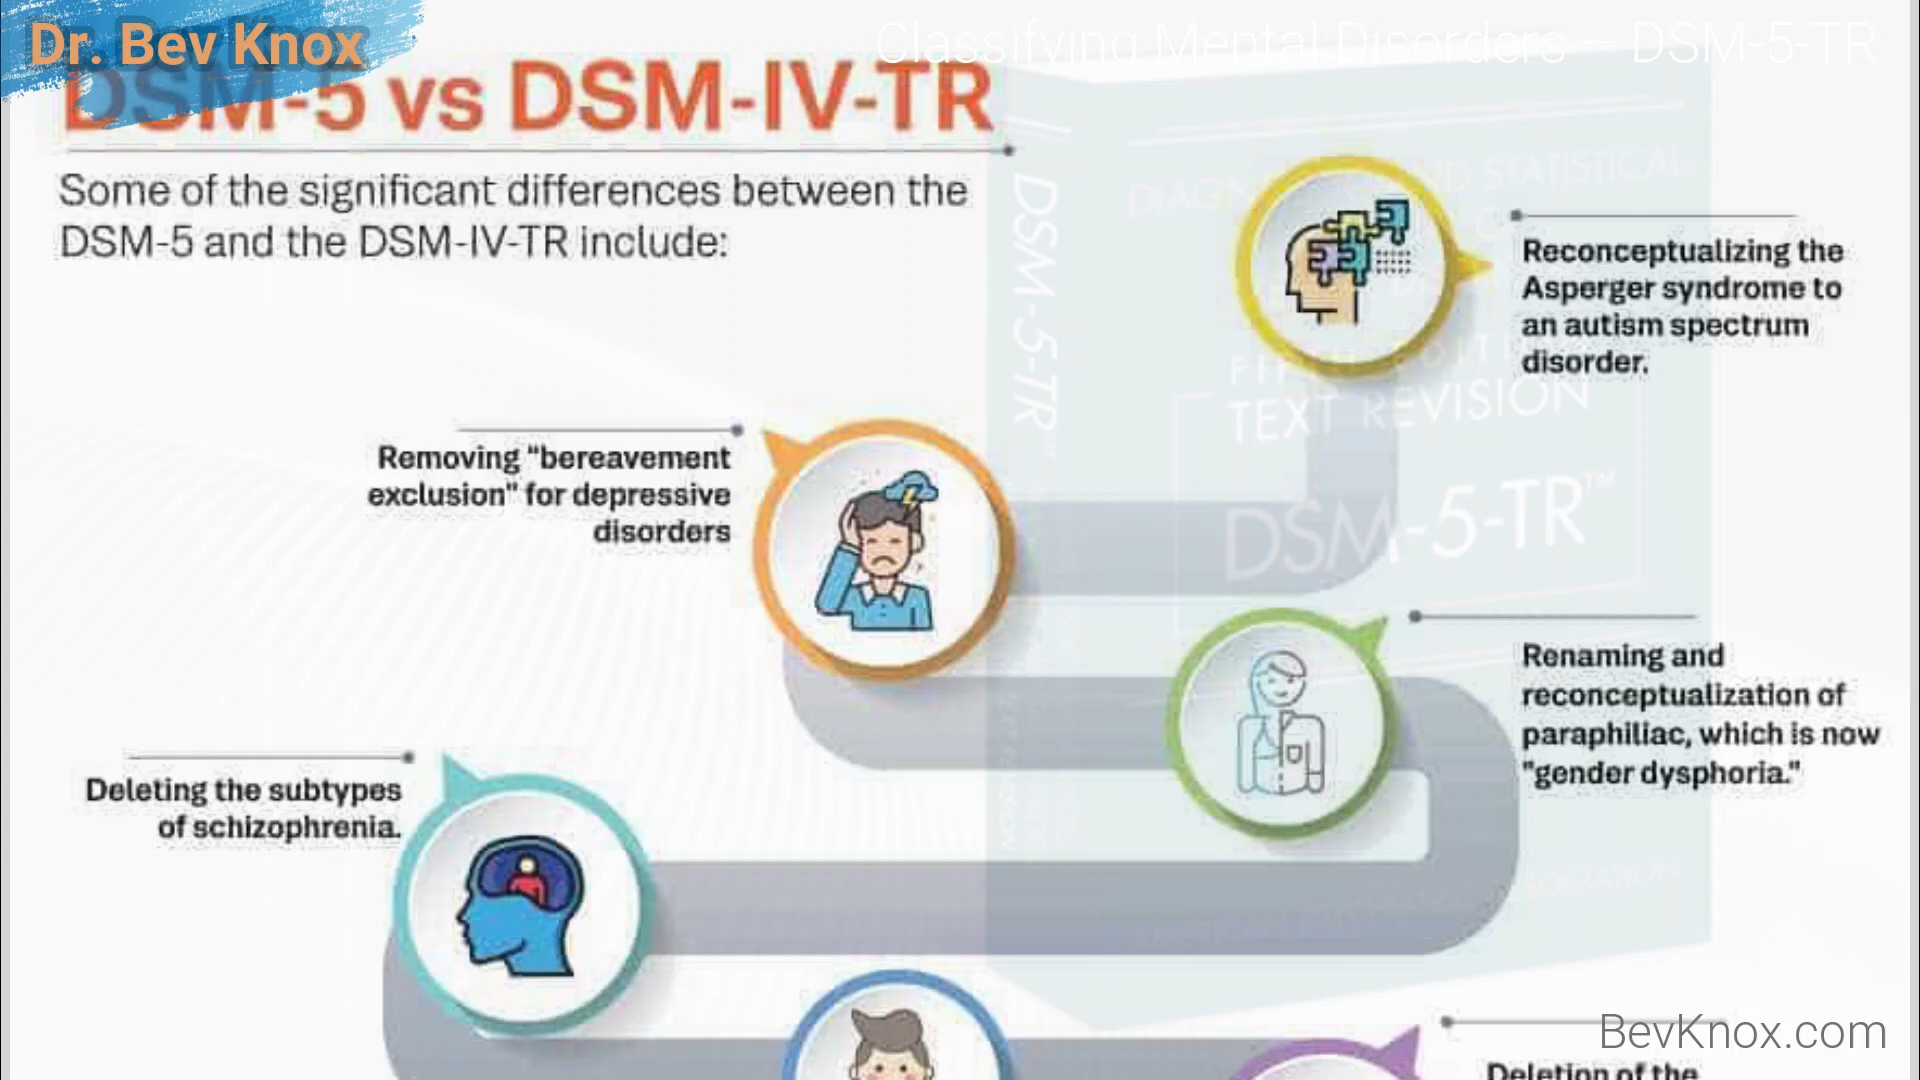 Dr. Bev Knox
Classifying Mental Disorders DSM-5-TR
DSM-5 vs DSM-IV-TR
Some of the significant differences between the
DSM-5 and the DSM-IV-TR include:
Reconceptualizing the
Asperger syndrome to
an autism spectrum
disorder.
Removing "bereavement
exclusion" for depressive
disorders
Renaming and
reconceptualization of
paraphiliac, which is now
"gender dysphoria."
Deleting the subtypes
of schizophrenia.
DSM-5-TR
TEXT REVISION
DSM-5-TR™
BevKnox.com
Deletion of the